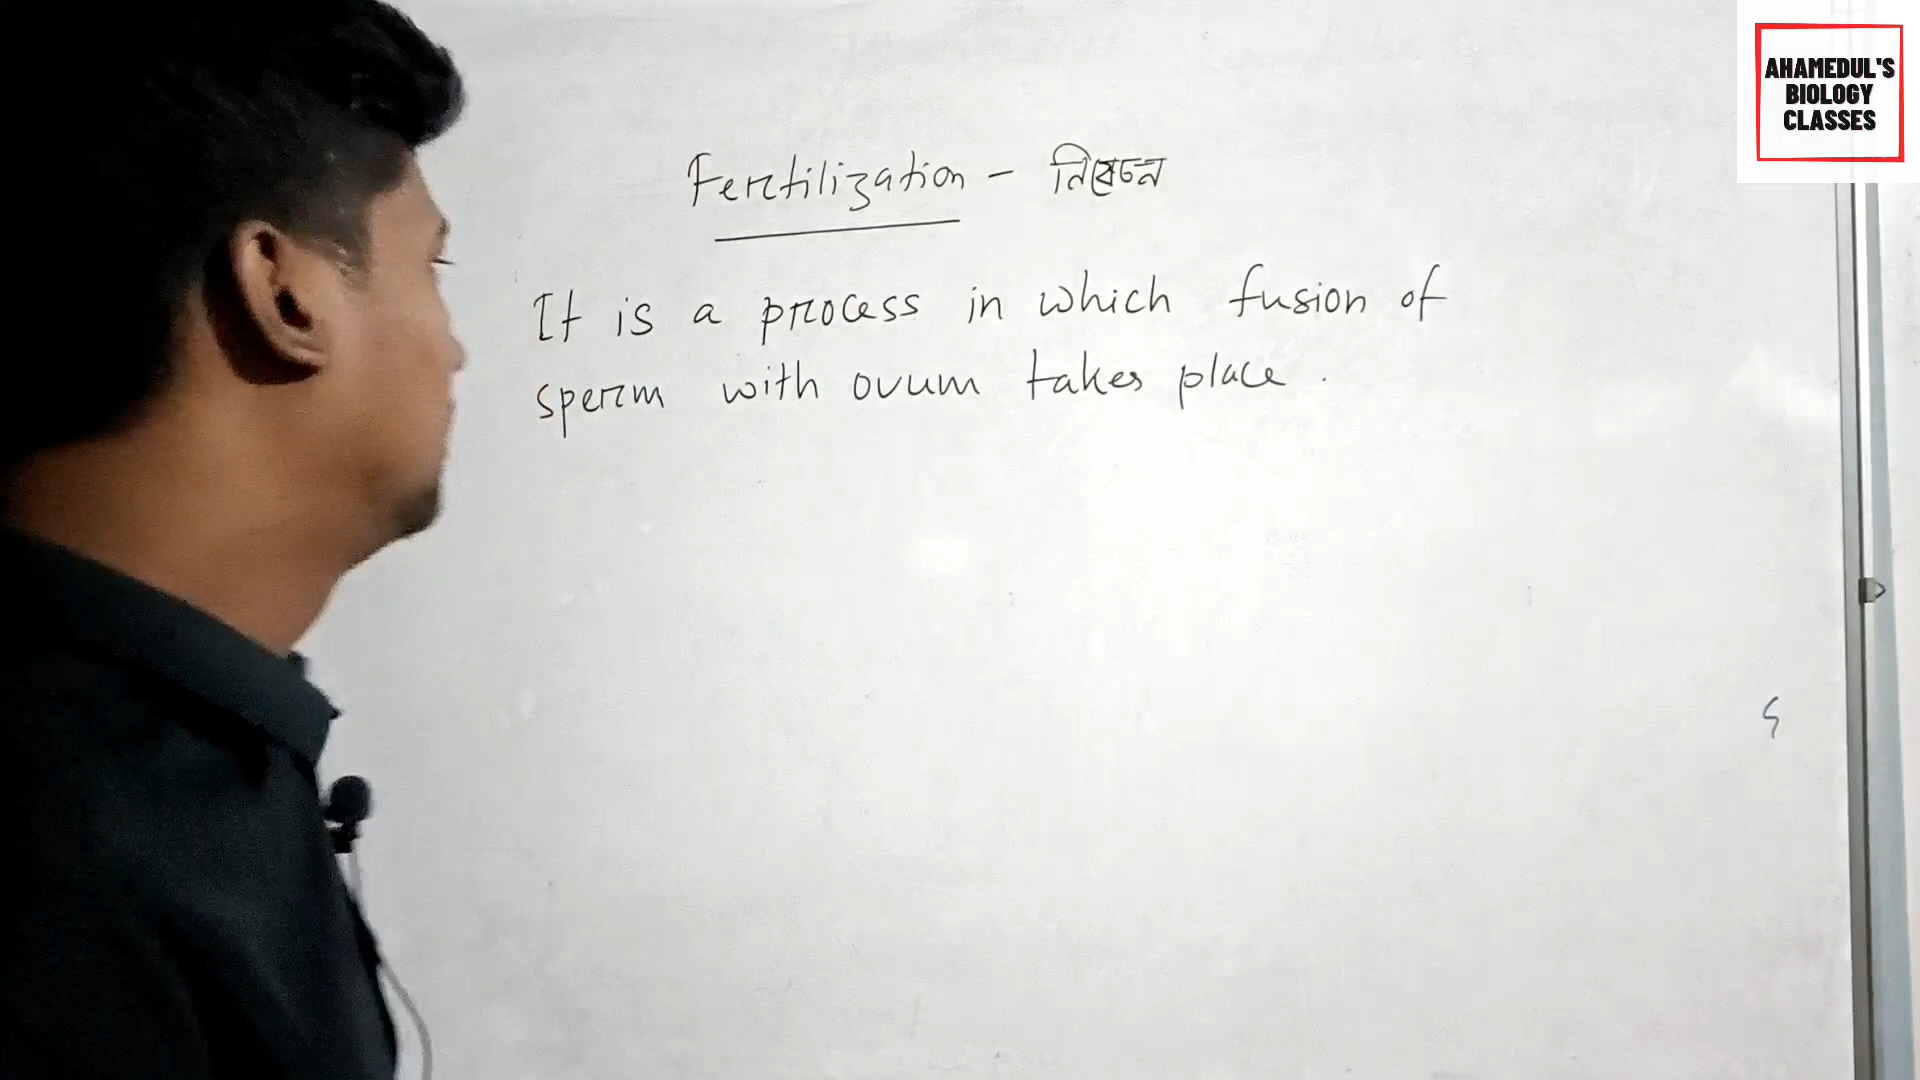 AHAMEDUL'S
BIOLOGY
CLASSES
Fertilization - নিষেচন
It is a process in which fusion of
sperm with ovum takes place.